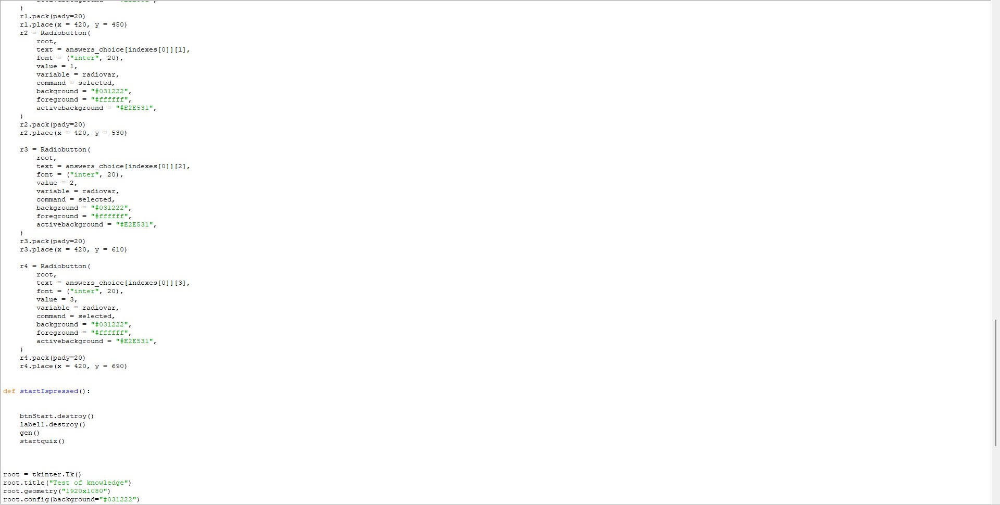 )
    r1.pack(pady=20)
    r1.place(x = 420, y = 450)
    r2 = Radiobutton(
        root,
        text = answers_choice[indexes[0]][1],
        font = ("inter", 20),
        value = 1,
        variable = radiovar,
        command = selected,
        background = "#031222",
        foreground = "#ffffff",
        activebackground = "#E2E531",
    )
    r2.pack(pady=20)
    r2.place(x = 420, y = 530)

    r3 = Radiobutton(
        root,
        text = answers_choice[indexes[0]][2],
        font = ("inter", 20),
        value = 2,
        variable = radiovar,
        command = selected,
        background = "#031222",
        foreground = "#ffffff",
        activebackground = "#E2E531",
    )
    r3.pack(pady=20)
    r3.place(x = 420, y = 610)

    r4 = Radiobutton(
        root,
        text = answers_choice[indexes[0]][3],
        font = ("inter", 20),
        value = 3,
        variable = radiovar,
        command = selected,
        background = "#031222",
        foreground = "#ffffff",
        activebackground = "#E2E531",
    )
    r4.pack(pady=20)
    r4.place(x = 420, y = 690)


def startIspressed():


    btnStart.destroy()
    label1.destroy()
    gen()
    startquiz()



root = tkinter.Tk()
root.title("Test of knowledge")
root.geometry("1920x1080")
root.config(background="#031222")